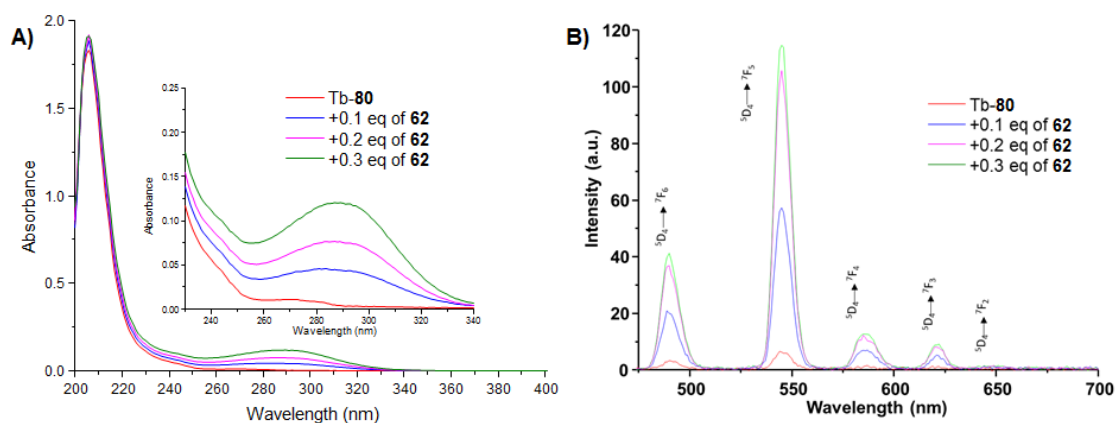 A)
2.0
1.5
1.0
0.5
0.0
Absorbance
200 220 240 260 280 300 320 340 360 380 400
Wavelength (nm)
Tb-80
+0.1 eq of 62
+0.2 eq of 62
+0.3 eq of 62
0.25
0.20
0.15
0.10
0.05
0.00
Absorbance
240 260 280 300 320 340
Wavelength (nm)
B)
120
100
80
60
40
20
0
Intensity (a.u.)
500 550 600 650 700
Wavelength (nm)
⁵D₄→⁷F₆
⁵D₄→⁷F₅
⁵D₄→⁷F₄
⁵D₄→⁷F₃
⁵D₄→⁷F₂
Tb-80
+0.1 eq of 62
+0.2 eq of 62
+0.3 eq of 62